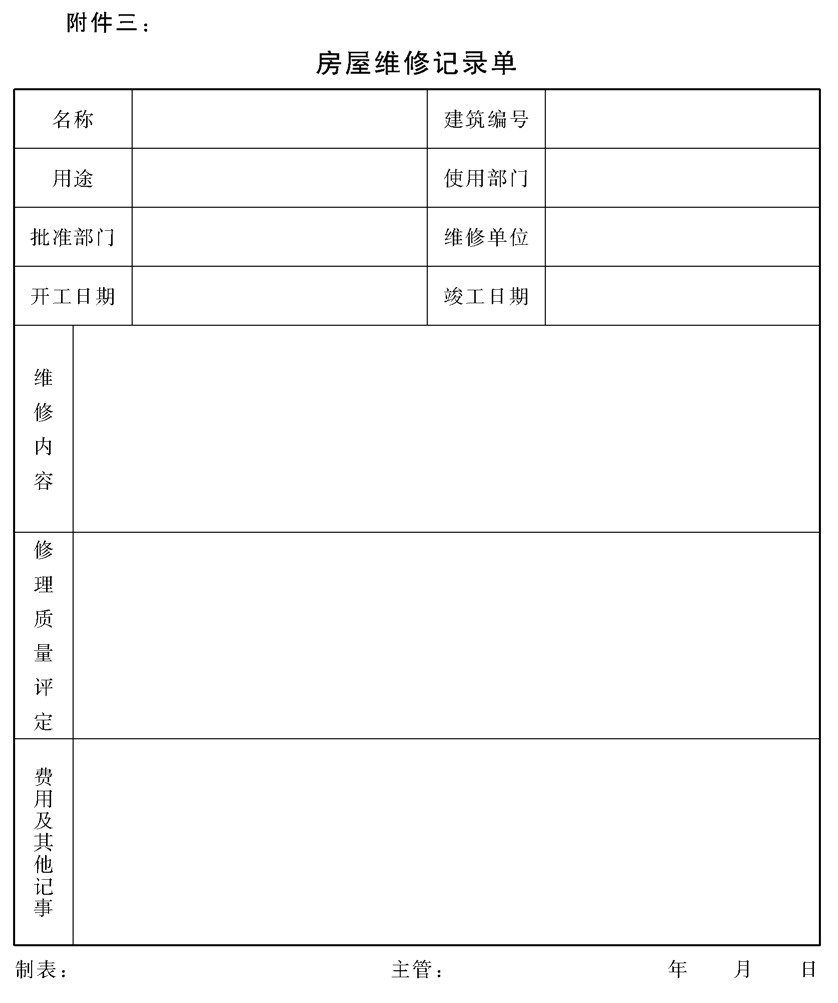 附件三：
房屋维修记录单
名称 建筑编号
用途 使用部门
批准部门 维修单位
开工日期 竣工日期
维修内容
修理质量评定
费用及其他记事
制表： 主管： 年 月 日